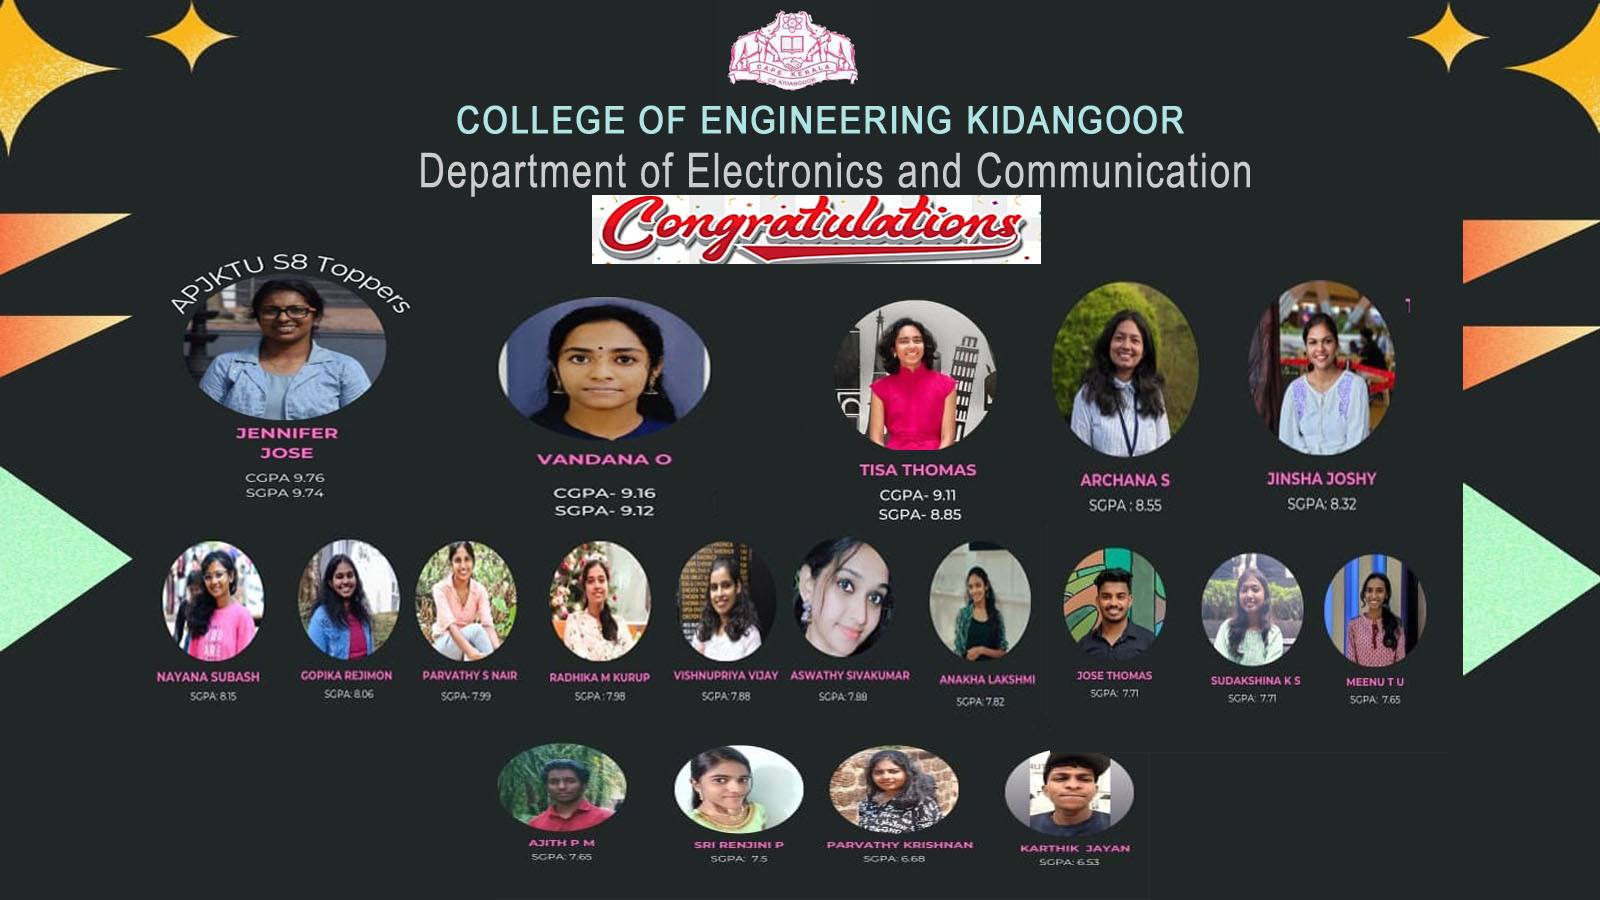 CAPE KERALA
CE KIDANGOOR
COLLEGE OF ENGINEERING KIDANGOOR
Department of Electronics and Communication
Congratulations
APJKTU S8 Toppers
JENNIFER
JOSE
CGPA 9.76
SGPA 9.74
VANDANA O
CGPA- 9.16
SGPA- 9.12
TISA THOMAS
CGPA- 9.11
SGPA- 8.85
ARCHANA S
SGPA : 8.55
JINSHA JOSHY
SGPA: 8.32
NAYANA SUBASH
SGPA: 8.15
GOPIKA REJIMON
SGPA: 8.06
PARVATHY S NAIR
SGPA- 7.99
RADHIKA M KURUP
SGPA : 7.98
VISHNUPRIYA VIJAY
SGPA: 7.88
ASWATHY SIVAKUMAR
SGPA: 7.88
ANAKHA LAKSHMI
SGPA: 7.82
JOSE THOMAS
SGPA: 7.71
SUDAKSHINA K S
SGPA: 7.71
MEENU T U
SGPA: 7.65
AJITH P M
SGPA: 7.65
SRI RENJINI P
SGPA: 7.5
PARVATHY KRISHNAN
SGPA: 6.68
KARTHIK JAYAN
SGPA: 6.53